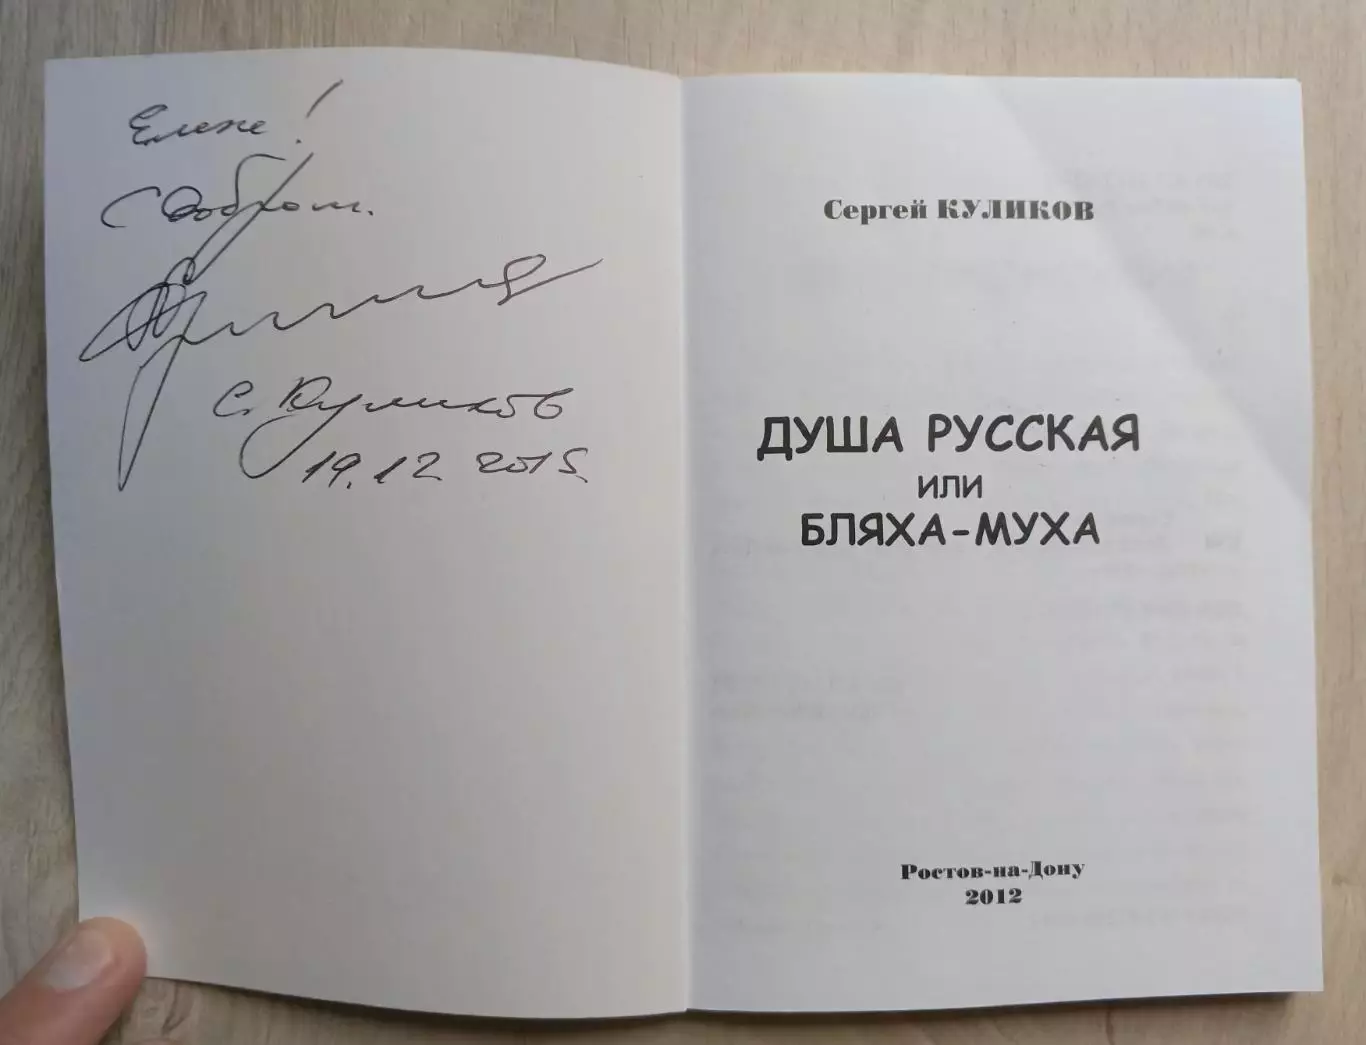 Елене!
С Добром.
С. Куликов
19.12 2015
Сергей КУЛИКОВ
ДУША РУССКАЯ
ИЛИ
БЛЯХА-МУХА
Ростов-на-Дону
2012